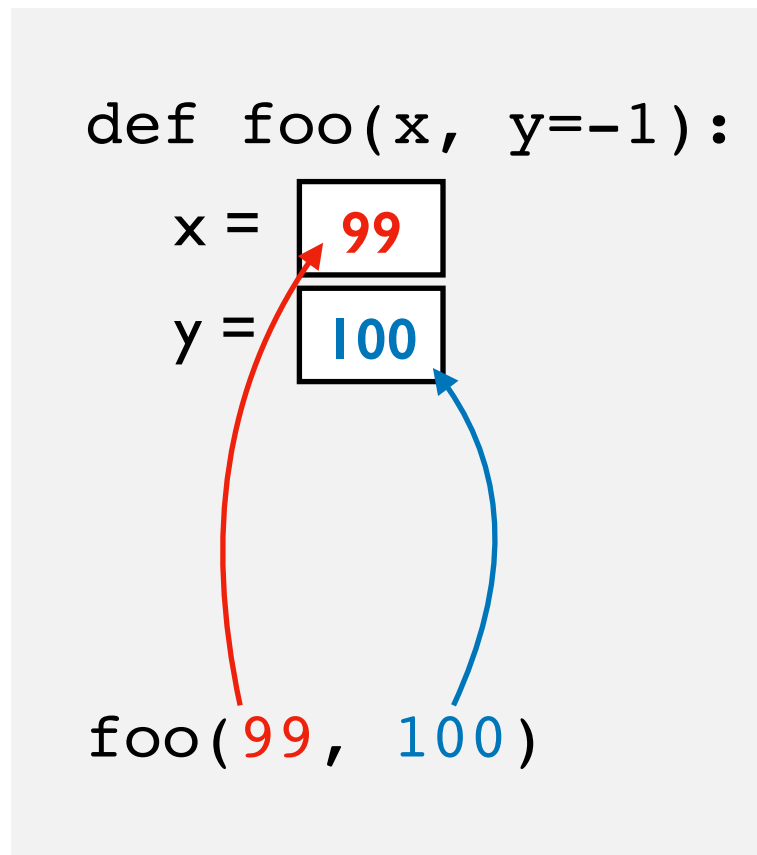 def foo(x, y=-1):
x = 99
y = 100
foo(99, 100)